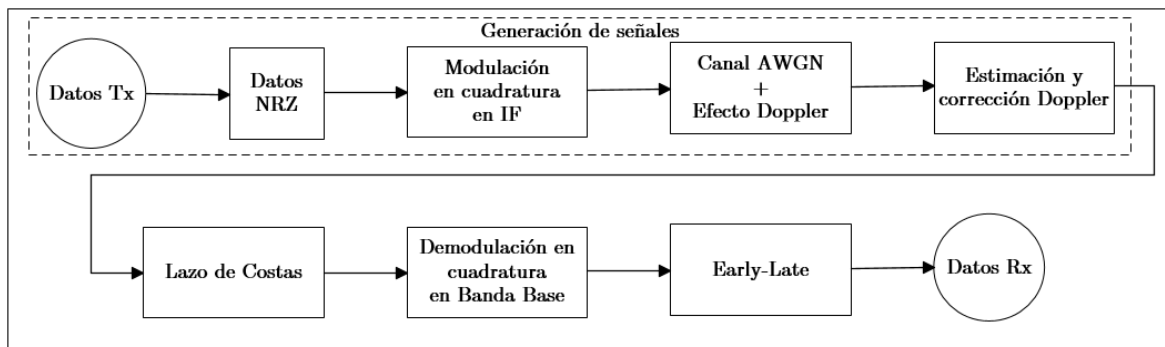 Generación de señales
Datos Tx
Datos
NRZ
Modulación
en cuadratura
en IF
Canal AWGN
+
Efecto Doppler
Estimación y
corrección Doppler
Lazo de Costas
Demodulación en
cuadratura
en Banda Base
Early-Late
Datos Rx